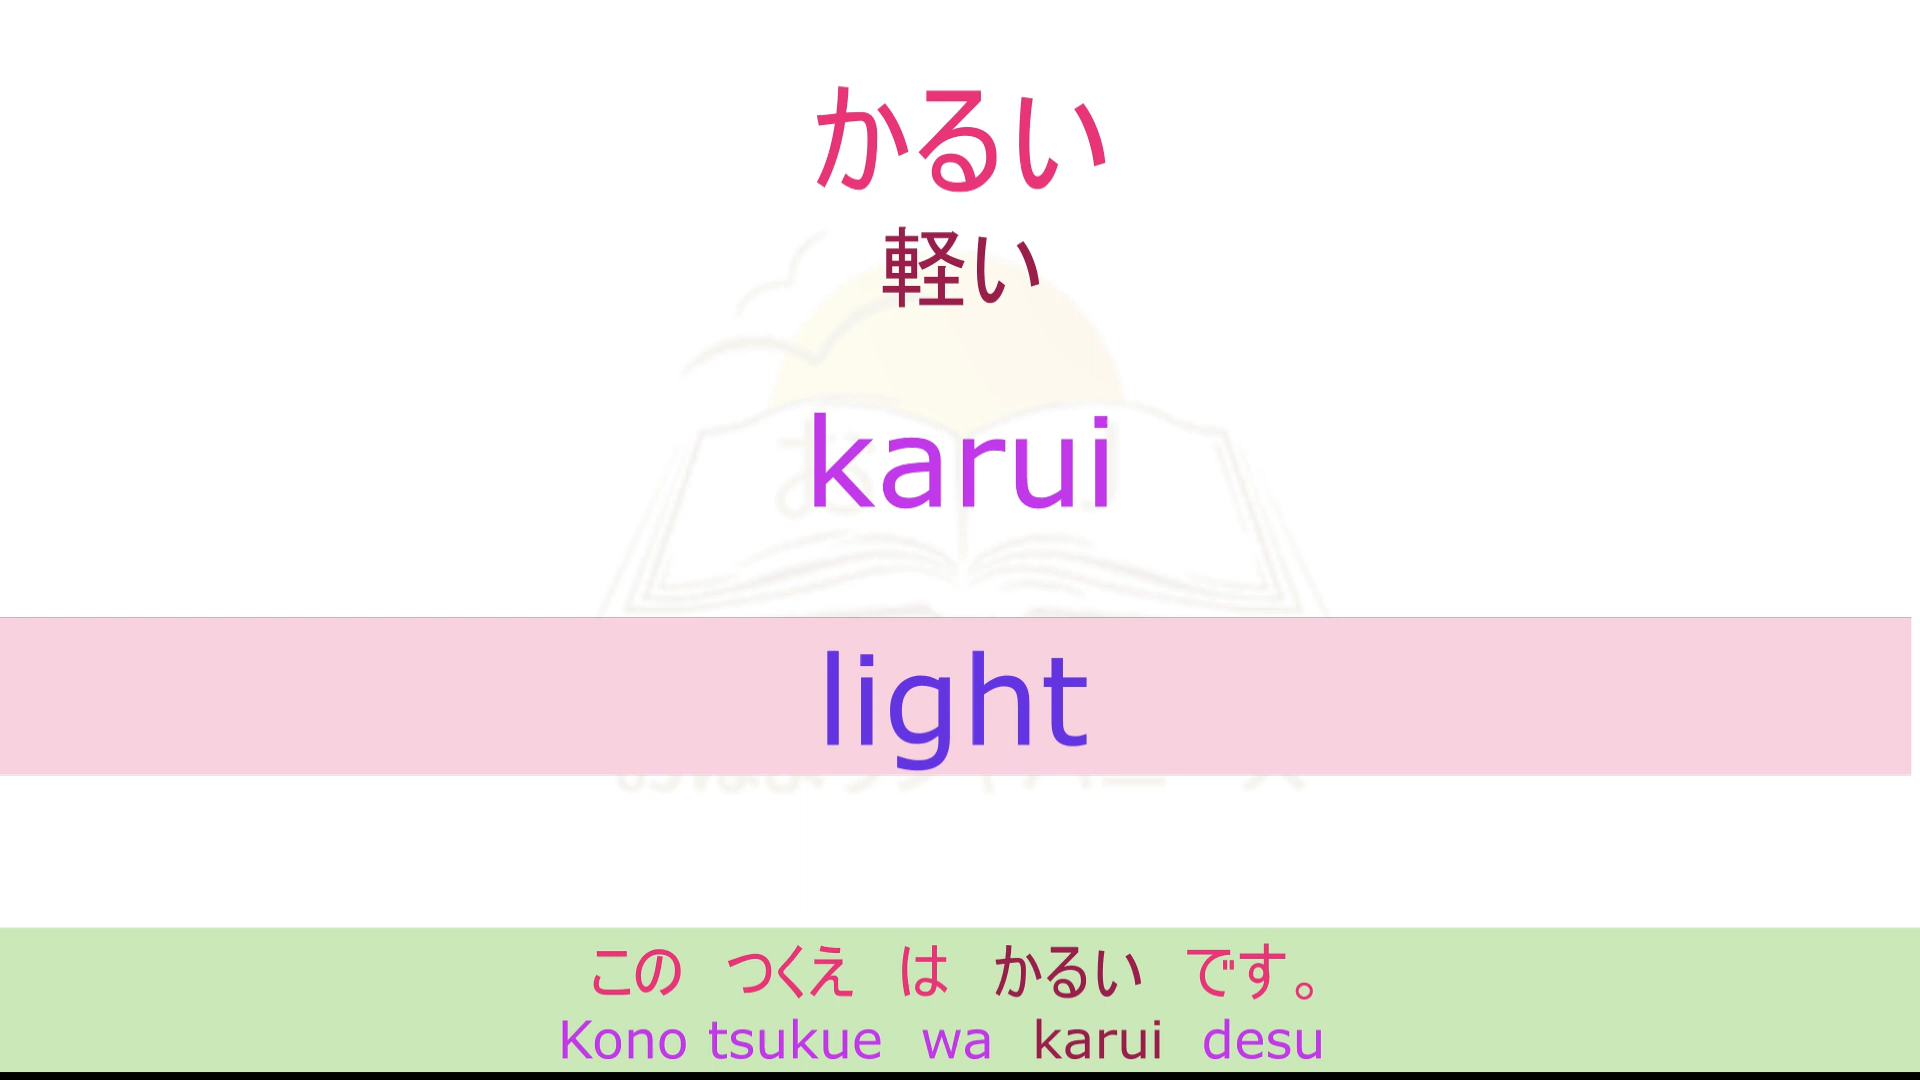 かるい
軽い
karui
light
この つくえ は かるい です。
Kono tsukue wa karui desu